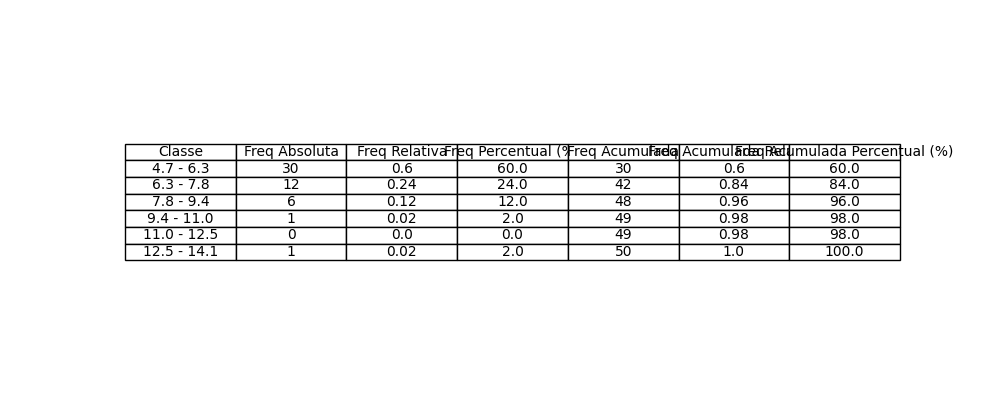 Classe Freq Absoluta Freq Relativa Freq Percentual (% Freq Acumulada Freq Acumulada Rel Freq Acumulada Percentual (%)
4.7 - 6.3 30 0.6 60.0 30 0.6 60.0
6.3 - 7.8 12 0.24 24.0 42 0.84 84.0
7.8 - 9.4 6 0.12 12.0 48 0.96 96.0
9.4 - 11.0 1 0.02 2.0 49 0.98 98.0
11.0 - 12.5 0 0.0 0.0 49 0.98 98.0
12.5 - 14.1 1 0.02 2.0 50 1.0 100.0